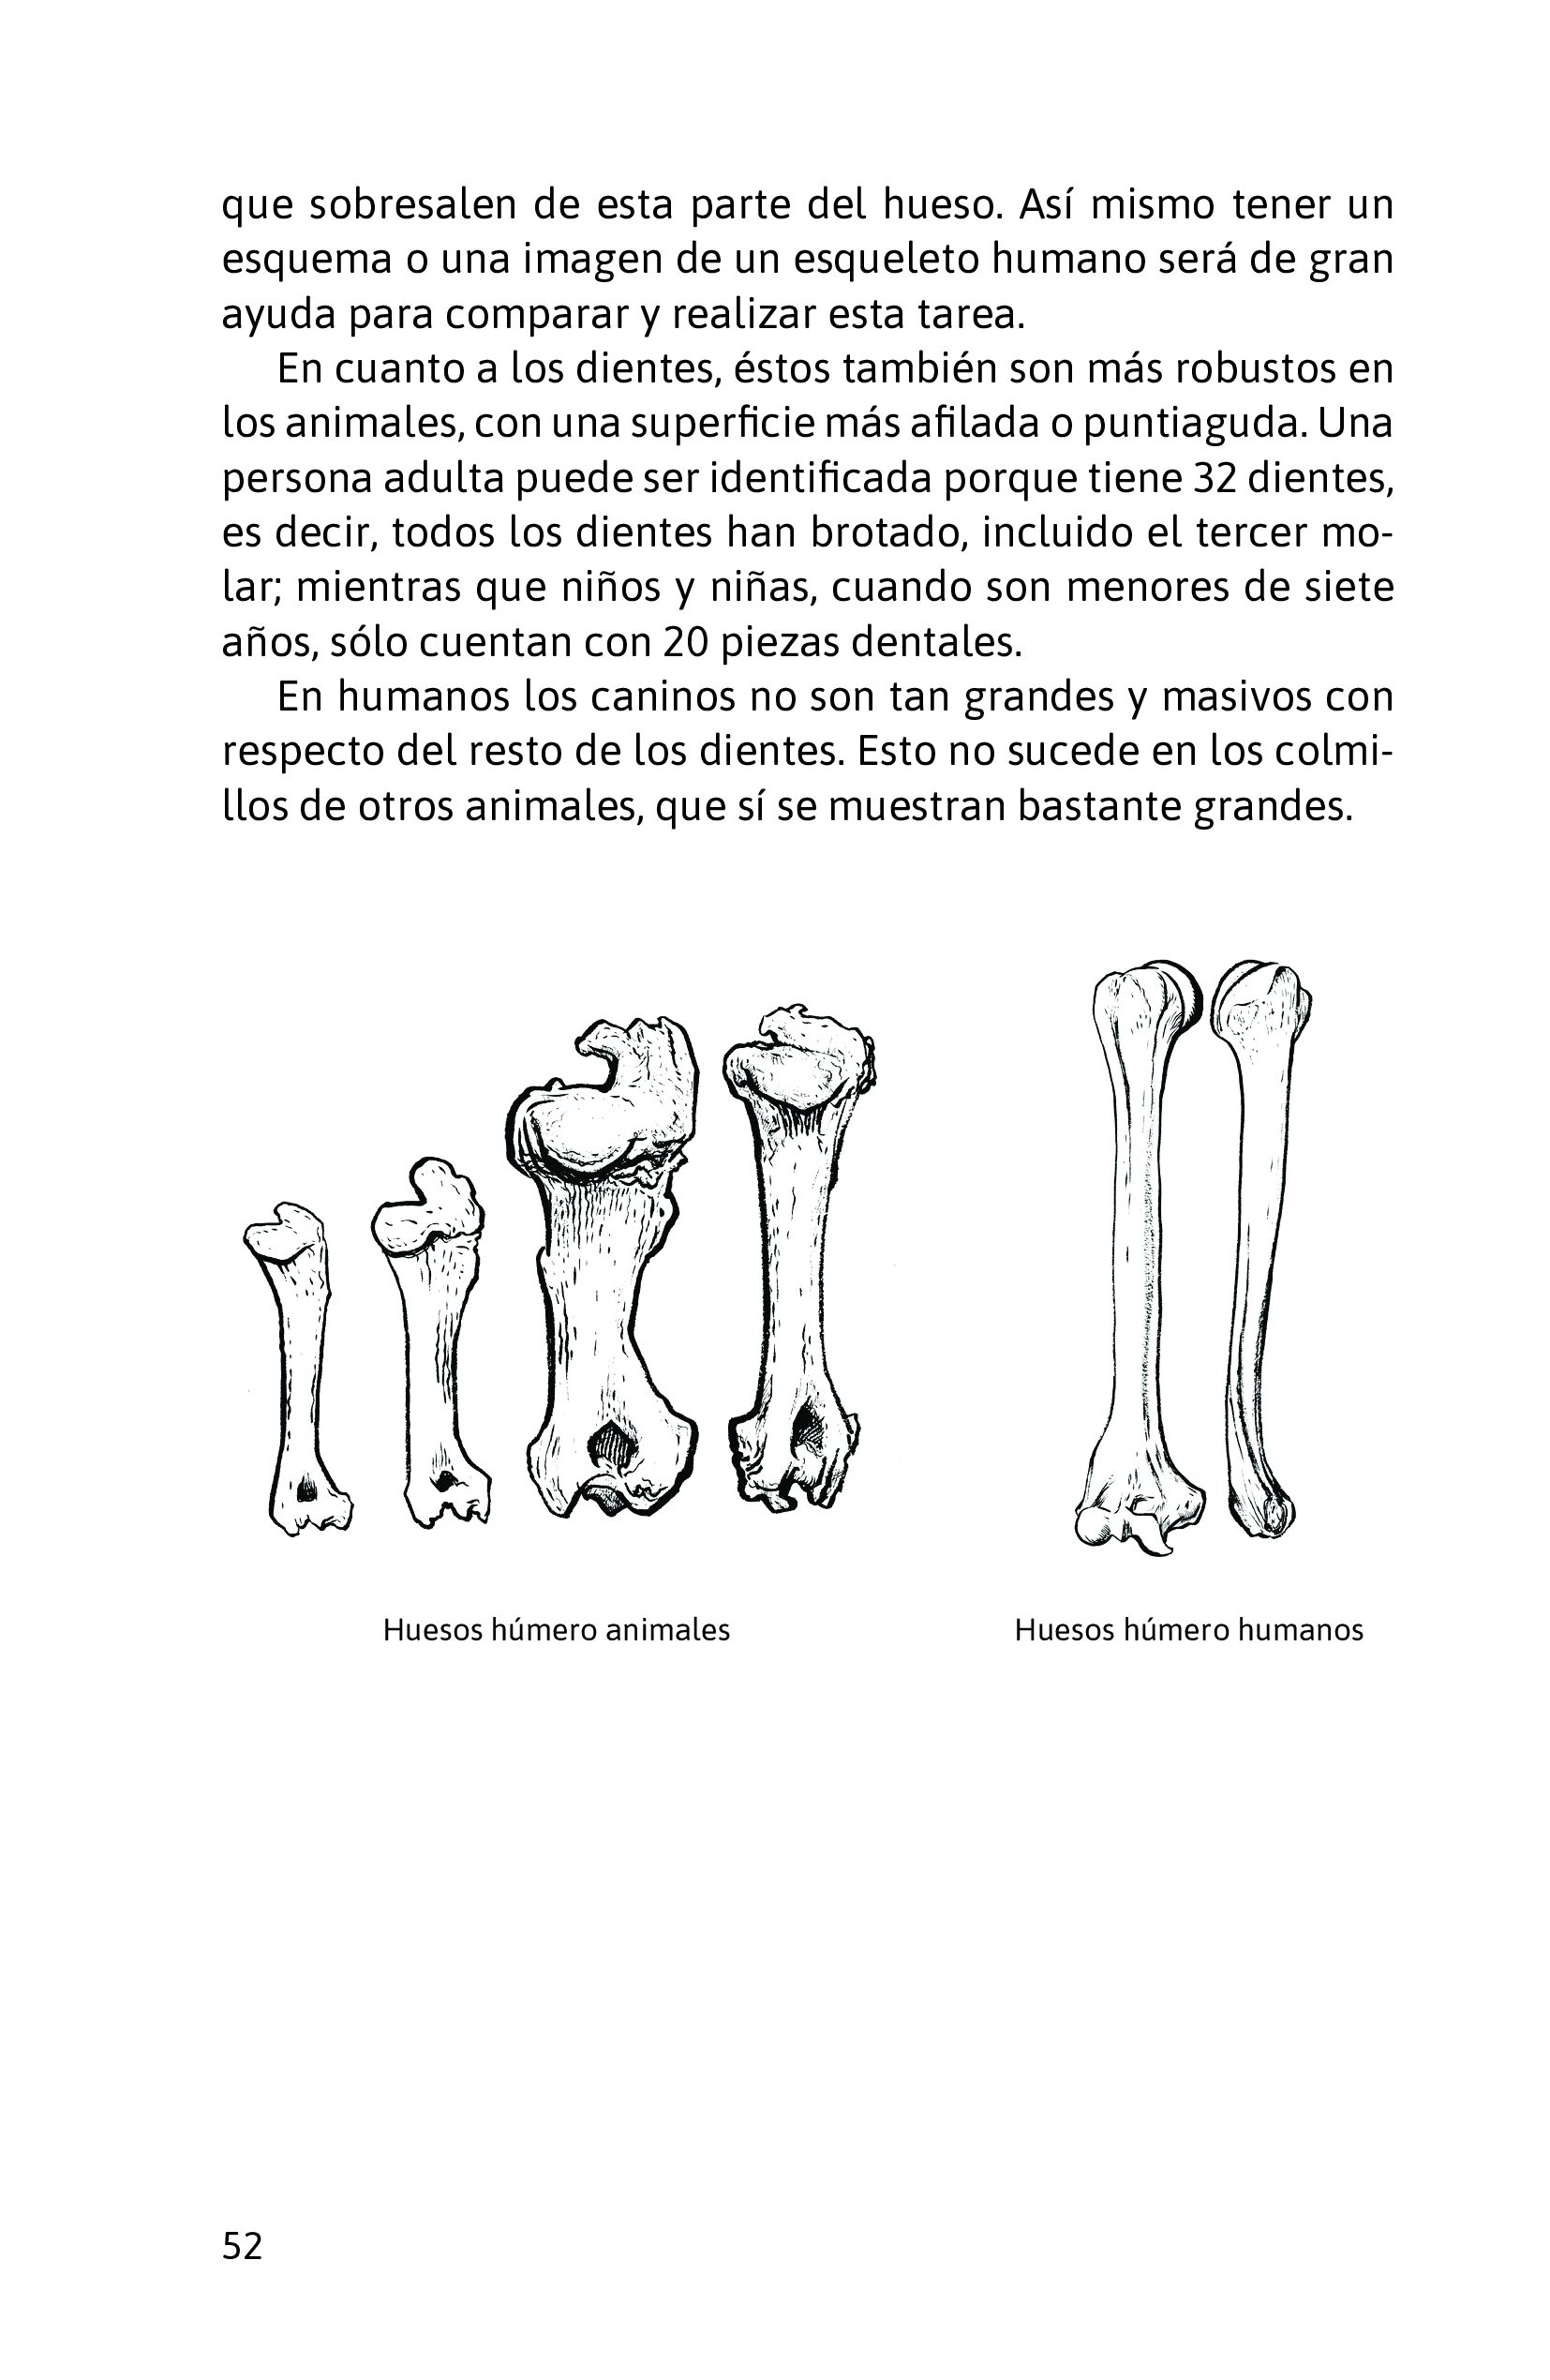 que sobresalen de esta parte del hueso. Así mismo tener un
esquema o una imagen de un esqueleto humano será de gran
ayuda para comparar y realizar esta tarea.
En cuanto a los dientes, éstos también son más robustos en
los animales, con una superficie más afilada o puntiaguda. Una
persona adulta puede ser identificada porque tiene 32 dientes,
es decir, todos los dientes han brotado, incluido el tercer mo-
lar; mientras que niños y niñas, cuando son menores de siete
años, sólo cuentan con 20 piezas dentales.
En humanos los caninos no son tan grandes y masivos con
respecto del resto de los dientes. Esto no sucede en los colmi-
llos de otros animales, que sí se muestran bastante grandes.
Huesos húmero animales
Huesos húmero humanos
52